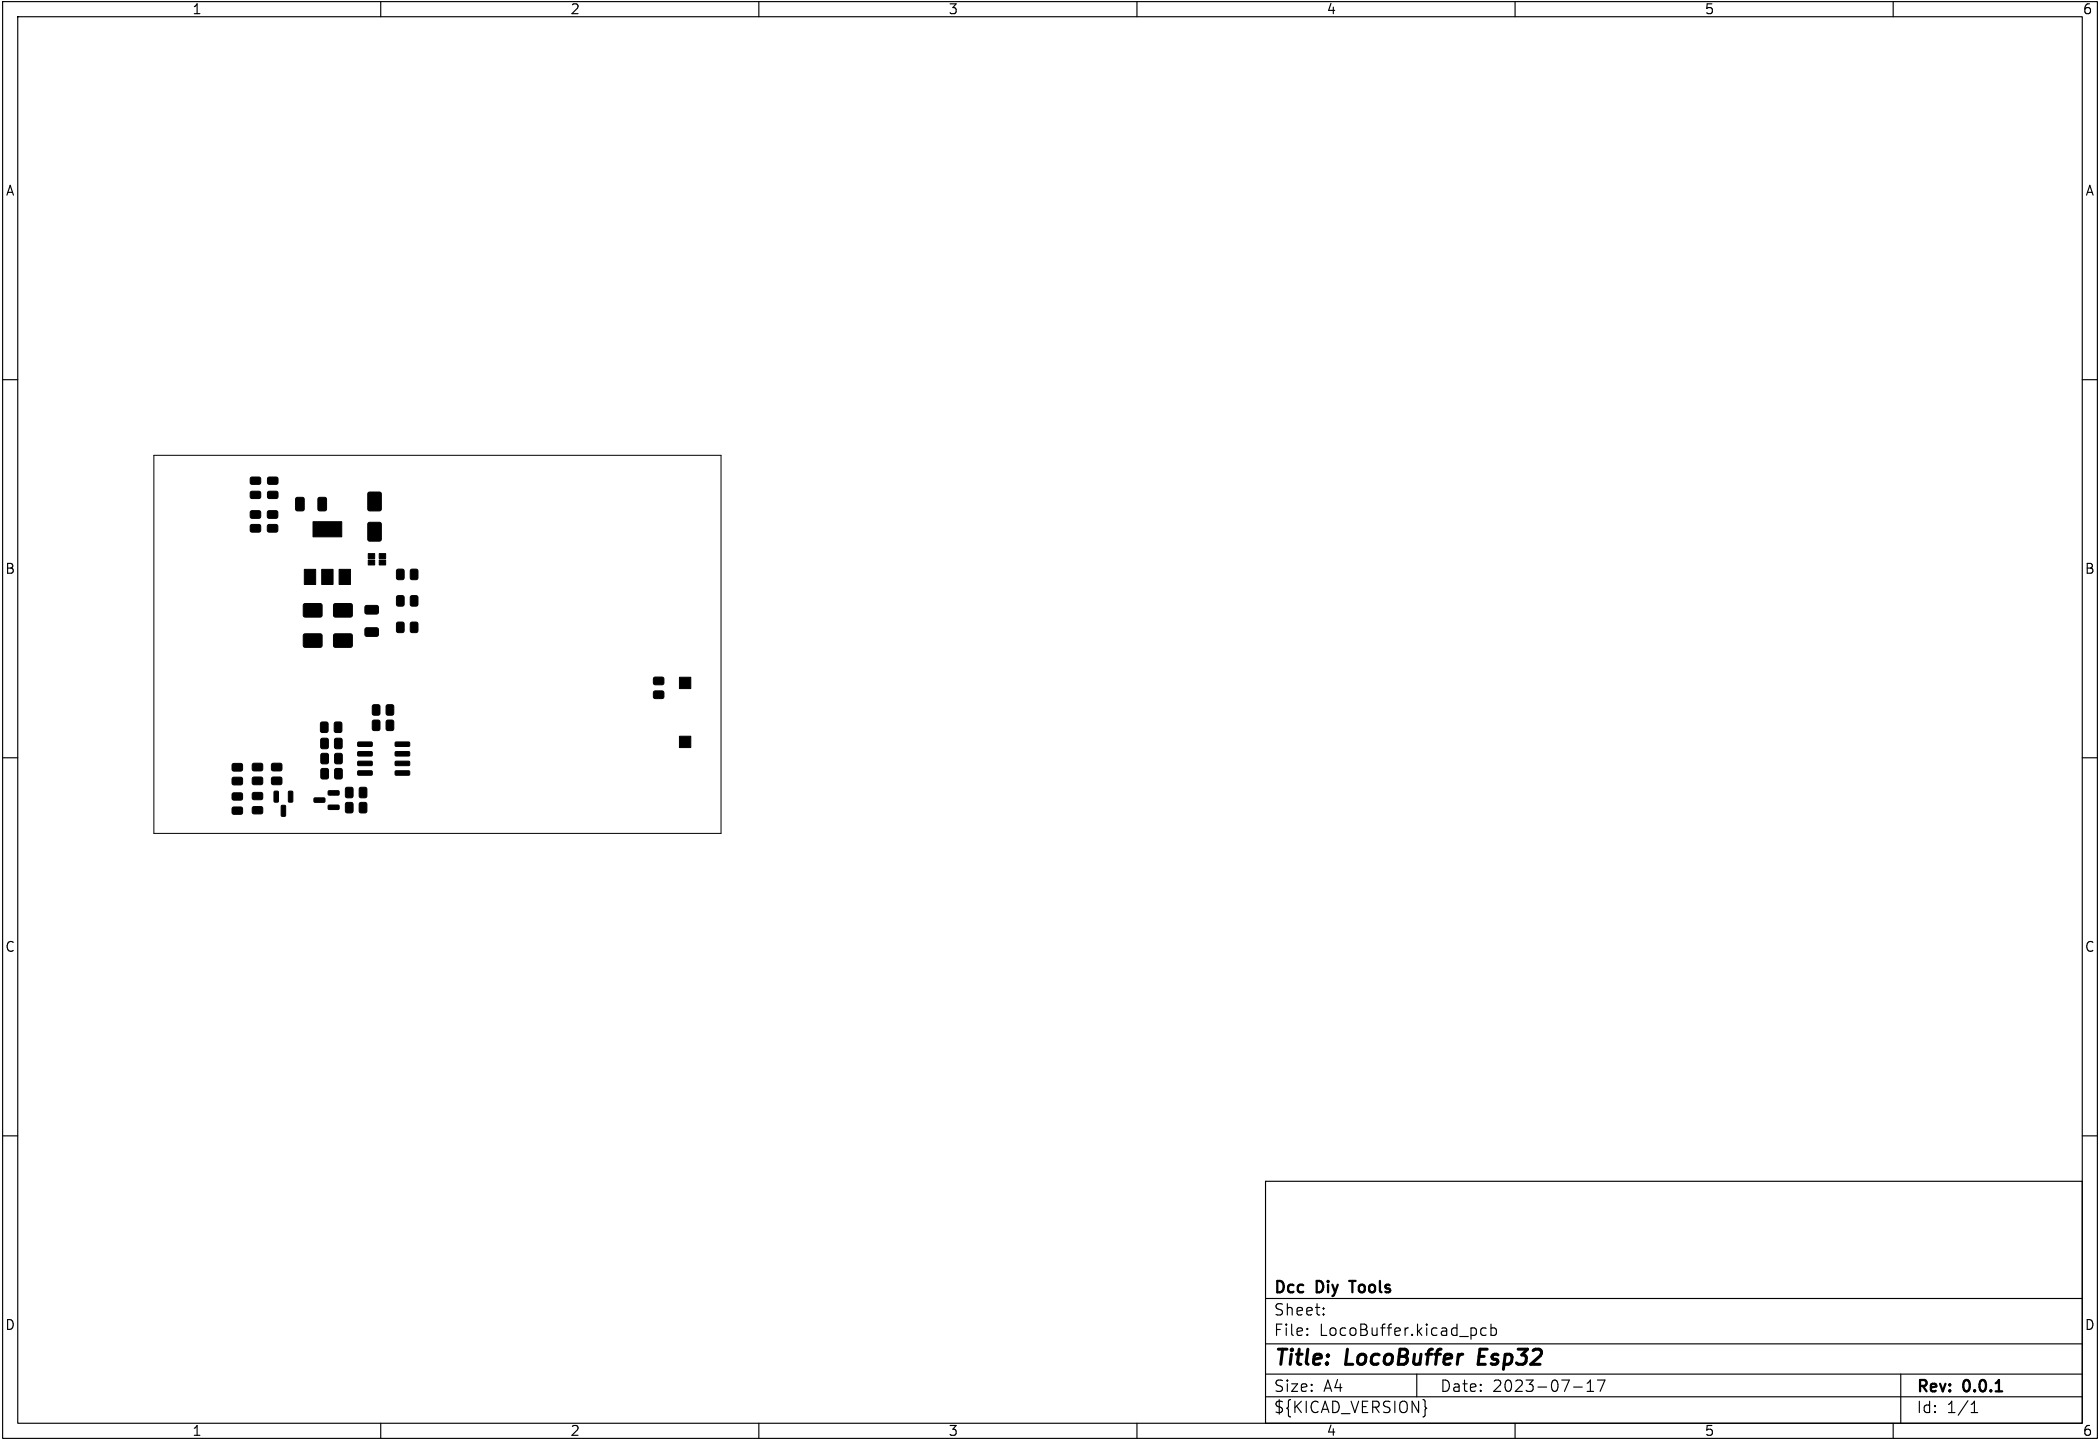 1 2 3 4 5 6
A A
B B
C C
Dcc Diy Tools
Sheet:
File: LocoBuffer.kicad_pcb
D D
Title: LocoBuffer Esp32
Size: A4 Date: 2023-07-17 Rev: 0.0.1
${KICAD_VERSION} Id: 1/1
1 2 3 4 5 6